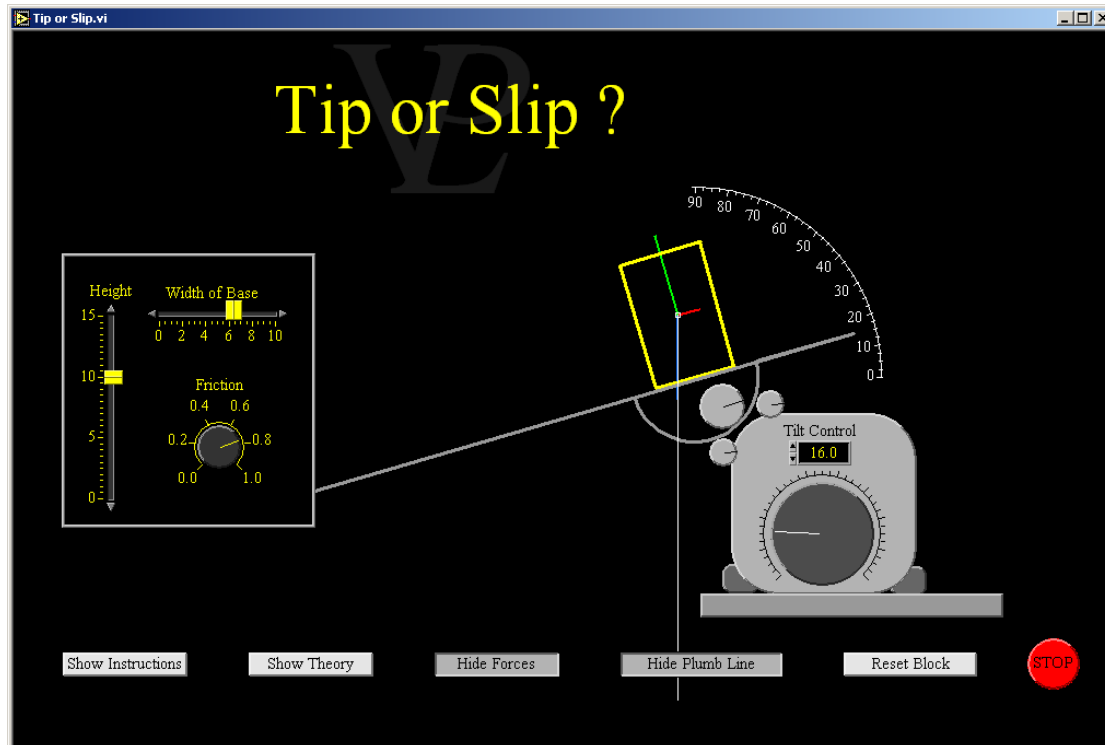 Tip or Slip.vi
VPL
Tip or Slip ?
90 80 70 60 50 40 30 20 10 0
Height
15
10
5
0
Width of Base
0 2 4 6 8 10
Friction
0.4 0.6
0.2 0.8
0.0 1.0
Tilt Control
16.0
Show Instructions
Show Theory
Hide Forces
Hide Plumb Line
Reset Block
STOP